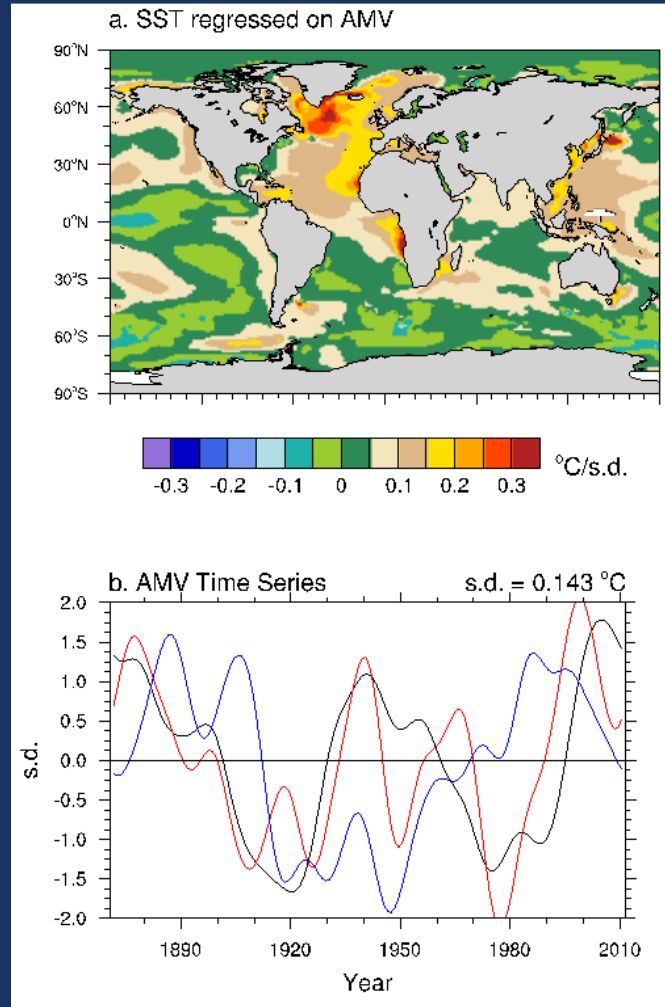 a. SST regressed on AMV
90°N
60°N
30°N
0°N
30°S
60°S
90°S
-0.3 -0.2 -0.1 0 0.1 0.2 0.3
°C/s.d.
b. AMV Time Series s.d. = 0.143 °C
2.0
1.5
1.0
0.5
0.0
-0.5
-1.0
-1.5
-2.0
s.d.
1890 1920 1950 1980 2010
Year